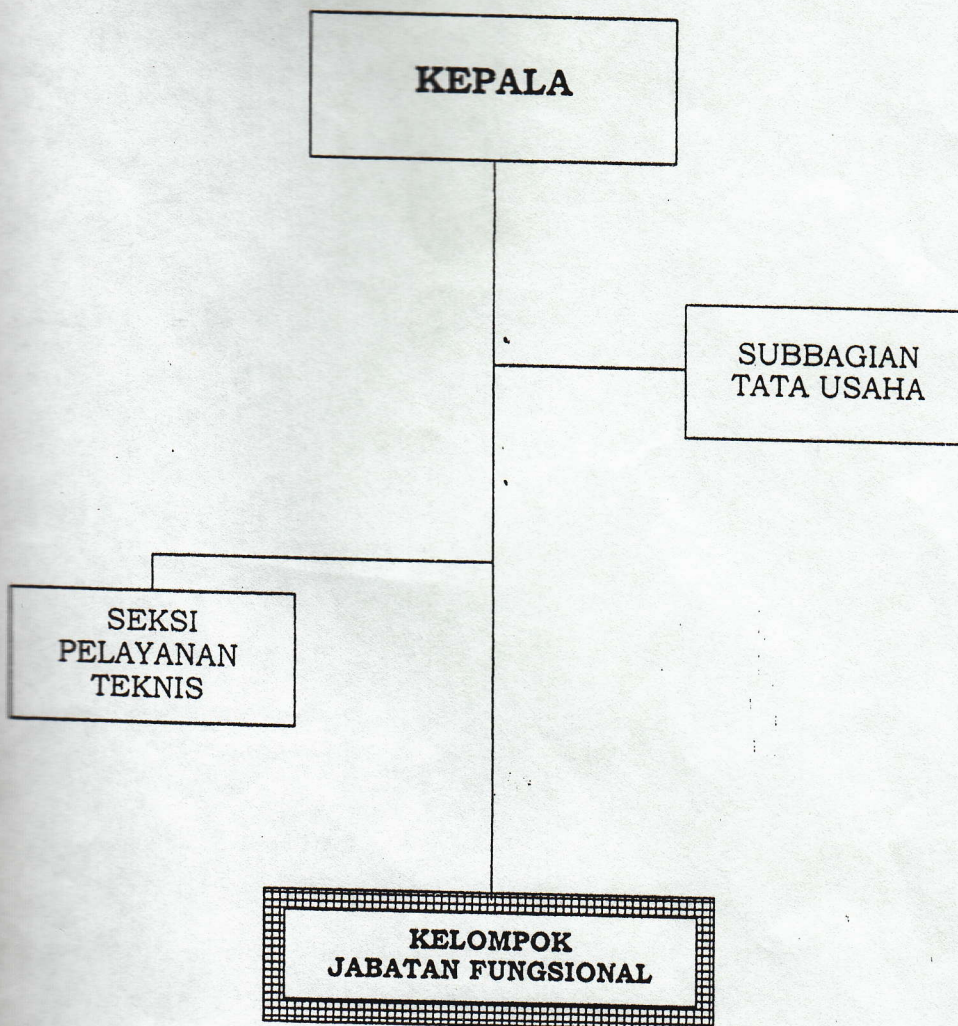 KEPALA
SUBBAGIAN
TATA USAHA
SEKSI
PELAYANAN
TEKNIS
KELOMPOK
JABATAN FUNGSIONAL